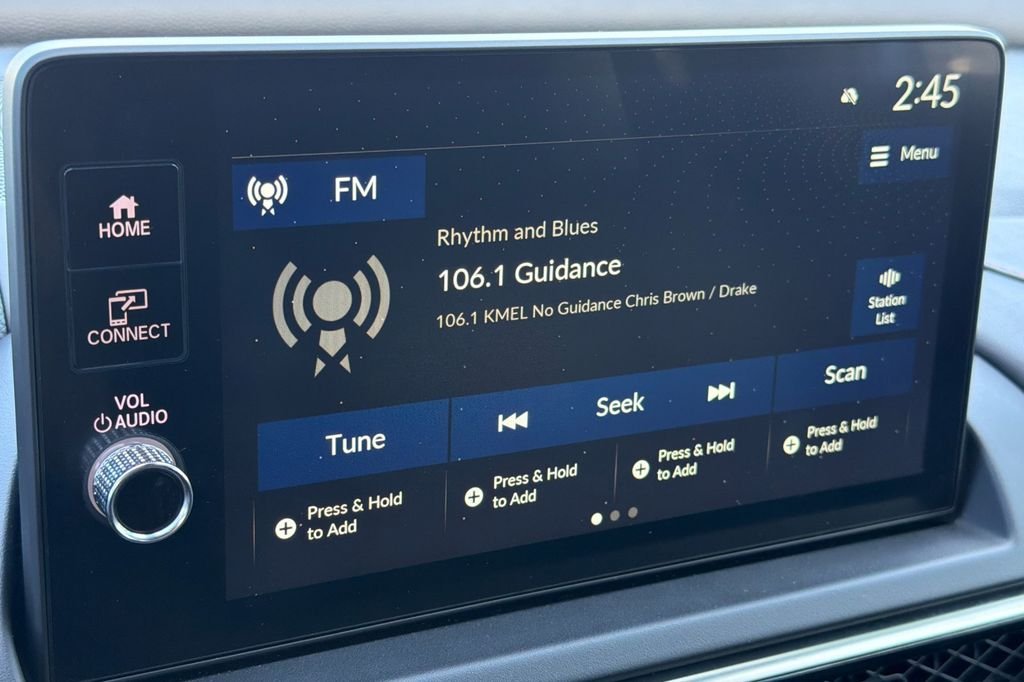 2:45
HOME
FM
Menu
Rhythm and Blues
106.1 Guidance
106.1 KMEL No Guidance Chris Brown / Drake
CONNECT
Station
List
VOL
AUDIO
Tune
Seek
Scan
Press & Hold
to Add
Press & Hold
to Add
Press & Hold
to Add
Press & Hold
to Add